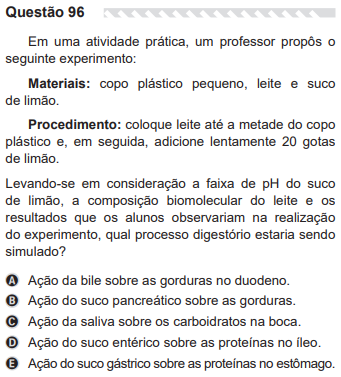 Questão 96
Em uma atividade prática, um professor propôs o
seguinte experimento:
Materiais: copo plástico pequeno, leite e suco
de limão.
Procedimento: coloque leite até a metade do copo
plástico e, em seguida, adicione lentamente 20 gotas
de limão.
Levando-se em consideração a faixa de pH do suco
de limão, a composição biomolecular do leite e os
resultados que os alunos observariam na realização
do experimento, qual processo digestório estaria sendo
simulado?
A Ação da bile sobre as gorduras no duodeno.
B Ação do suco pancreático sobre as gorduras.
C Ação da saliva sobre os carboidratos na boca.
D Ação do suco entérico sobre as proteínas no íleo.
E Ação do suco gástrico sobre as proteínas no estômago.